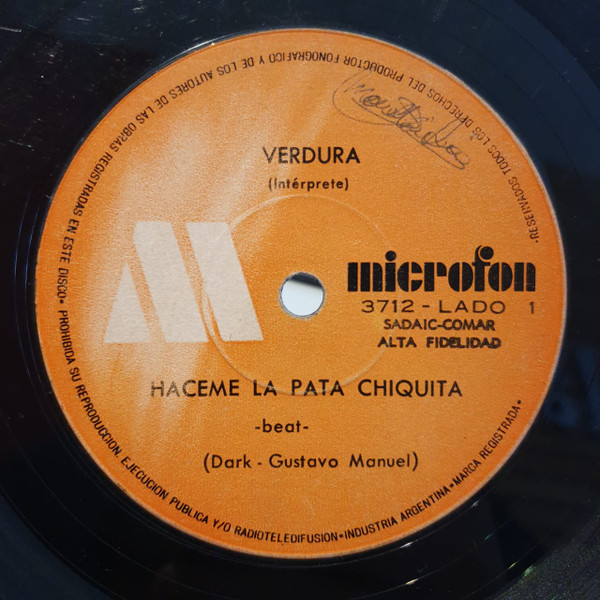 •RESERVADOS TODOS LOS DERECHOS DEL PRODUCTOR FONOGRAFICO Y DE LOS AUTORES DE LAS OBRAS REGISTRADAS EN ESTE DISCO• PROHIBIDA SU REPRODUCCION, EJECUCION PUBLICA Y/O RADIOTELEDIFUSION•INDUSTRIA ARGENTINA•MARCA REGISTRADA•
VERDURA
(Intérprete)
microfon
3712 - LADO 1
SADAIC-COMAR
ALTA FIDELIDAD
HACEME LA PATA CHIQUITA
-beat-
(Dark - Gustavo Manuel)